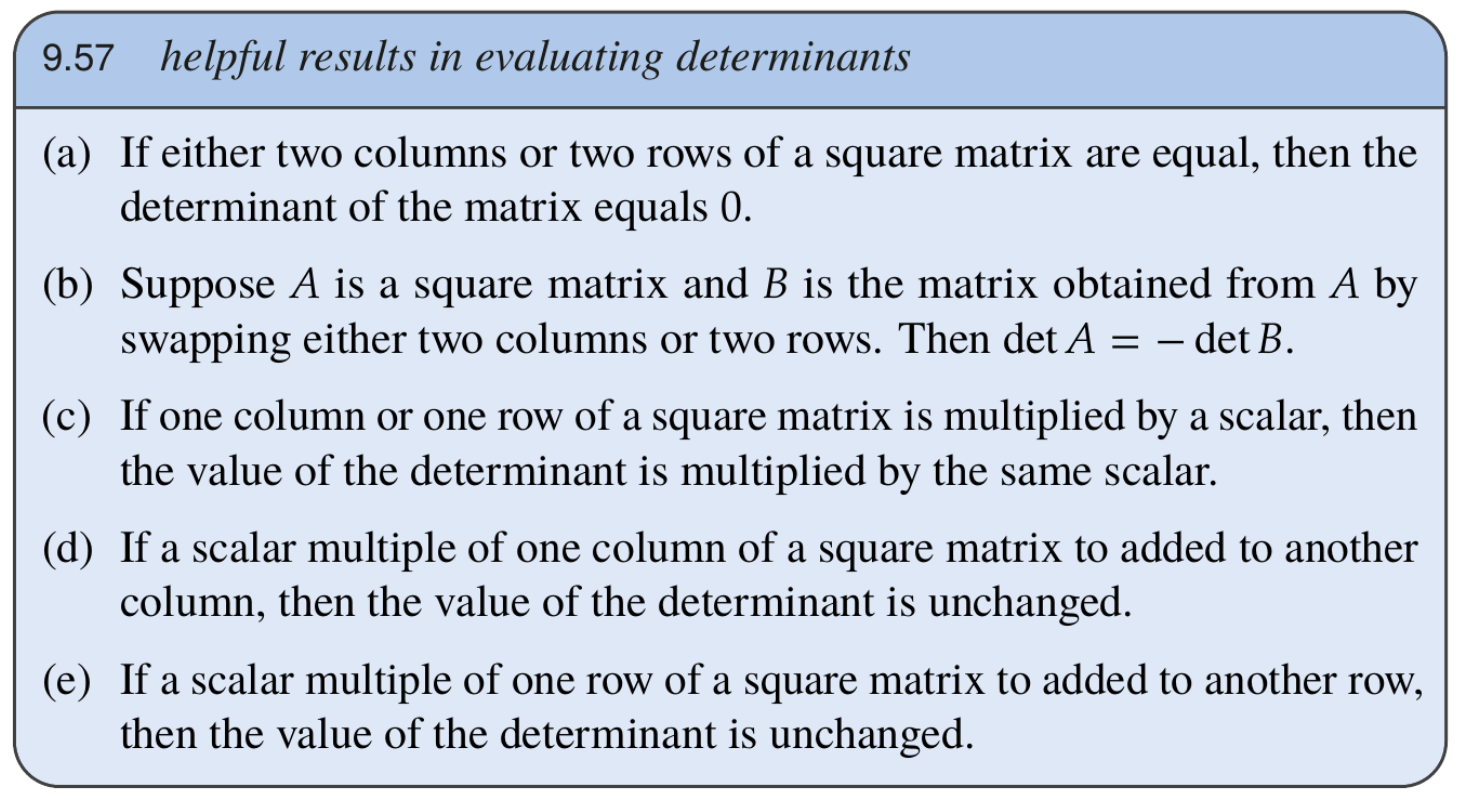 9.57 helpful results in evaluating determinants
(a) If either two columns or two rows of a square matrix are equal, then the
determinant of the matrix equals 0.
(b) Suppose A is a square matrix and B is the matrix obtained from A by
swapping either two columns or two rows. Then det A = − det B.
(c) If one column or one row of a square matrix is multiplied by a scalar, then
the value of the determinant is multiplied by the same scalar.
(d) If a scalar multiple of one column of a square matrix to added to another
column, then the value of the determinant is unchanged.
(e) If a scalar multiple of one row of a square matrix to added to another row,
then the value of the determinant is unchanged.